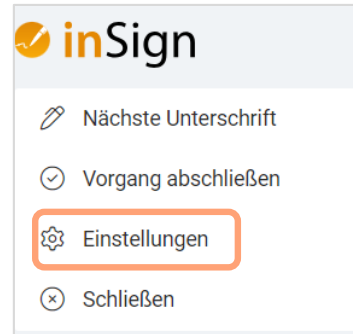 inSign
Nächste Unterschrift
Vorgang abschließen
Einstellungen
Schließen